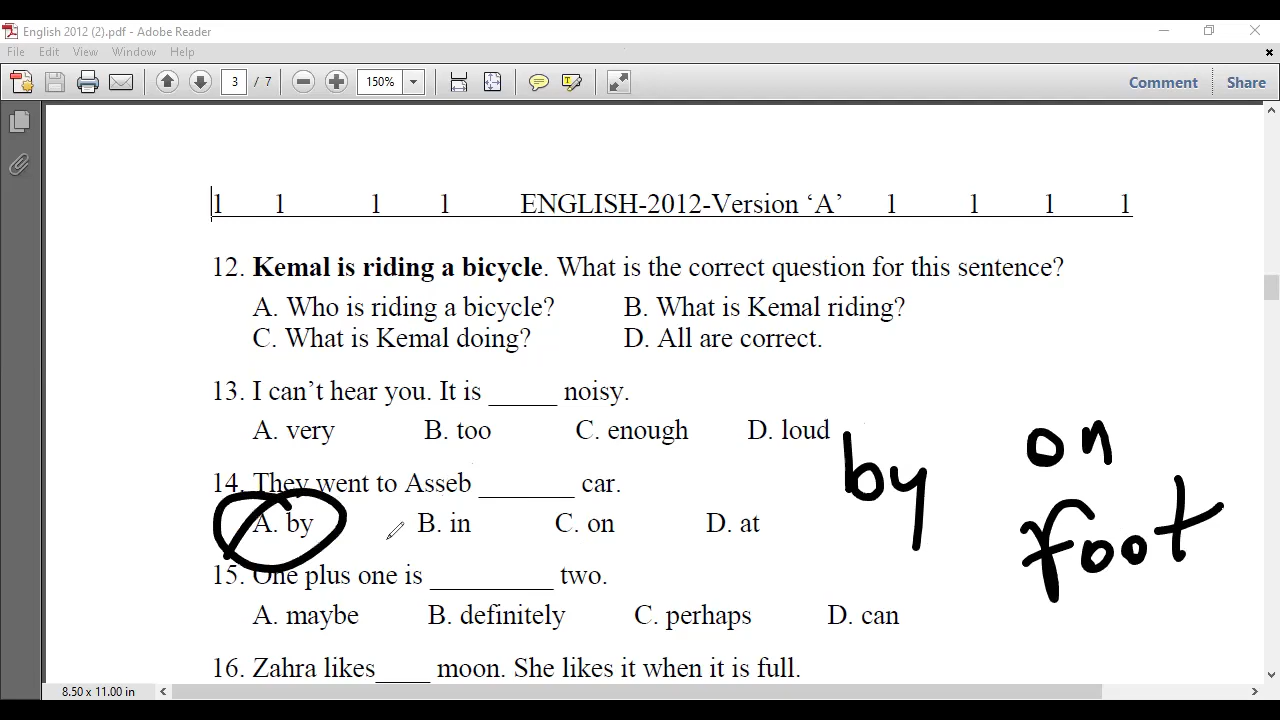 English 2012 (2).pdf - Adobe Reader
File Edit View Window Help
3 / 7 150% Comment Share
1 1 1 1 ENGLISH-2012-Version ‘A’ 1 1 1 1
12. Kemal is riding a bicycle. What is the correct question for this sentence?
A. Who is riding a bicycle? B. What is Kemal riding?
C. What is Kemal doing? D. All are correct.
13. I can’t hear you. It is _____ noisy.
A. very B. too C. enough D. loud
on
14. They went to Asseb _______ car.
by
A. by B. in C. on D. at
foot
15. One plus one is _________ two.
A. maybe B. definitely C. perhaps D. can
16. Zahra likes____ moon. She likes it when it is full.
8.50 x 11.00 in